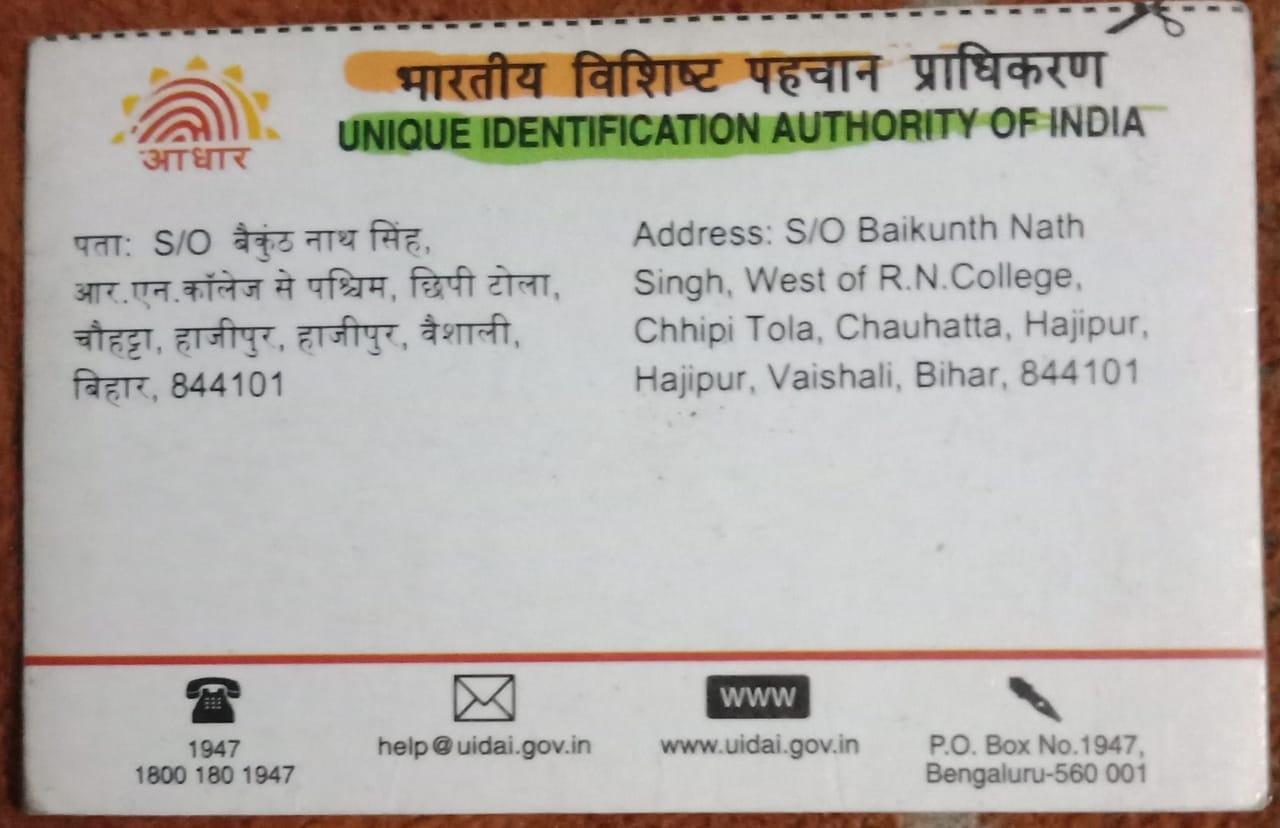 भारतीय विशिष्ट पहचान प्राधिकरण
UNIQUE IDENTIFICATION AUTHORITY OF INDIA
आधार
पता: S/O बैकुंठ नाथ सिंह,
आर.एन.कॉलेज से पश्चिम, छिपी टोला,
चौहट्टा, हाजीपुर, हाजीपुर, वैशाली,
बिहार, 844101
Address: S/O Baikunth Nath
Singh, West of R.N.College,
Chhipi Tola, Chauhatta, Hajipur,
Hajipur, Vaishali, Bihar, 844101
1947
1800 180 1947
help@uidai.gov.in
www
www.uidai.gov.in
P.O. Box No.1947,
Bengaluru-560 001